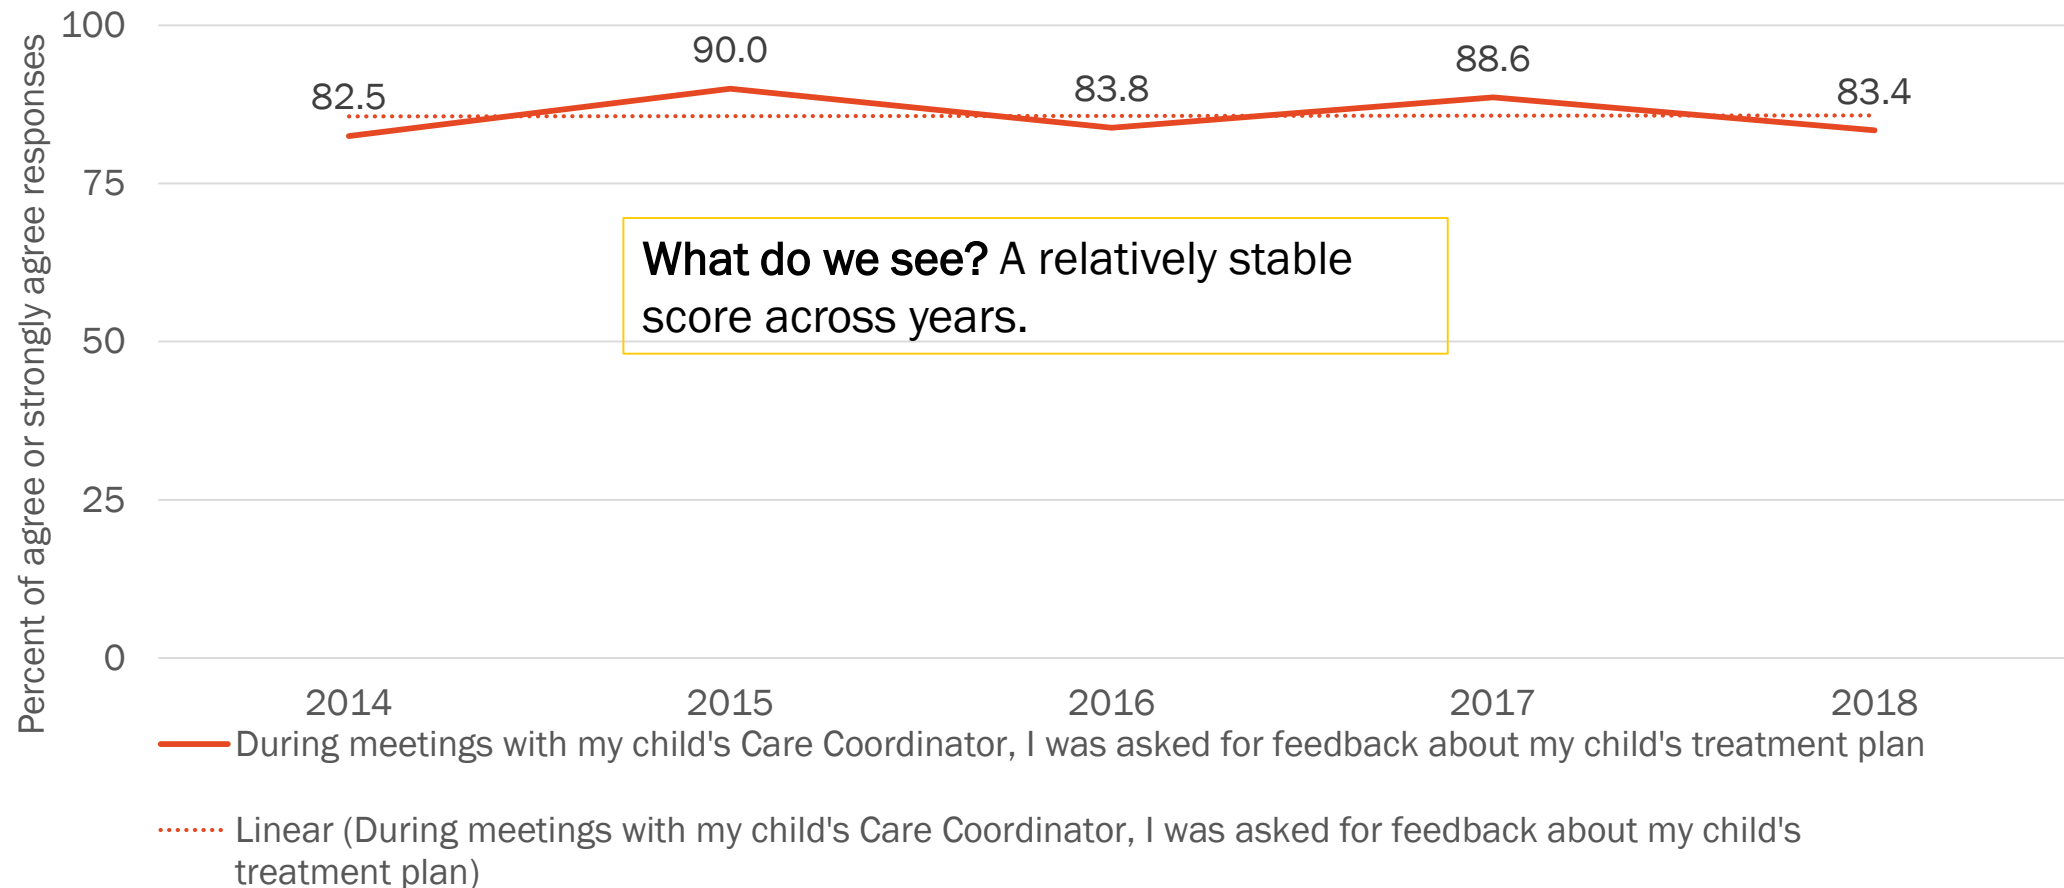 Percent of agree or strongly agree responses
100
75
50
25
0
82.5
90.0
83.8
88.6
83.4
What do we see? A relatively stable
score across years.
2014
2015
2016
2017
2018
During meetings with my child's Care Coordinator, I was asked for feedback about my child's treatment plan
Linear (During meetings with my child's Care Coordinator, I was asked for feedback about my child's
treatment plan)